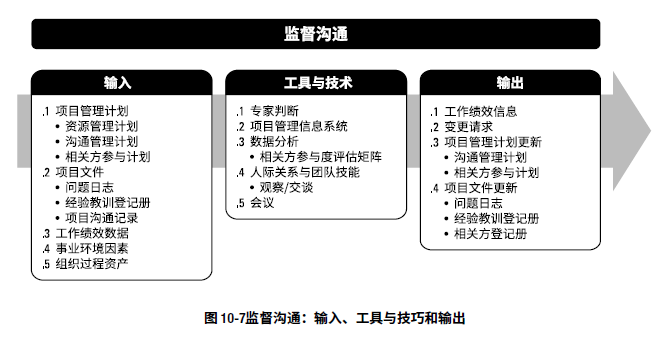 监督沟通
输入
.1 项目管理计划
• 资源管理计划
• 沟通管理计划
• 相关方参与计划
.2 项目文件
• 问题日志
• 经验教训登记册
• 项目沟通记录
.3 工作绩效数据
.4 事业环境因素
.5 组织过程资产
工具与技术
.1 专家判断
.2 项目管理信息系统
.3 数据分析
• 相关方参与度评估矩阵
.4 人际关系与团队技能
• 观察/交谈
.5 会议
输出
.1 工作绩效信息
.2 变更请求
.3 项目管理计划更新
• 沟通管理计划
• 相关方参与计划
.4 项目文件更新
• 问题日志
• 经验教训登记册
• 相关方登记册
图 10-7监督沟通：输入、工具与技巧和输出